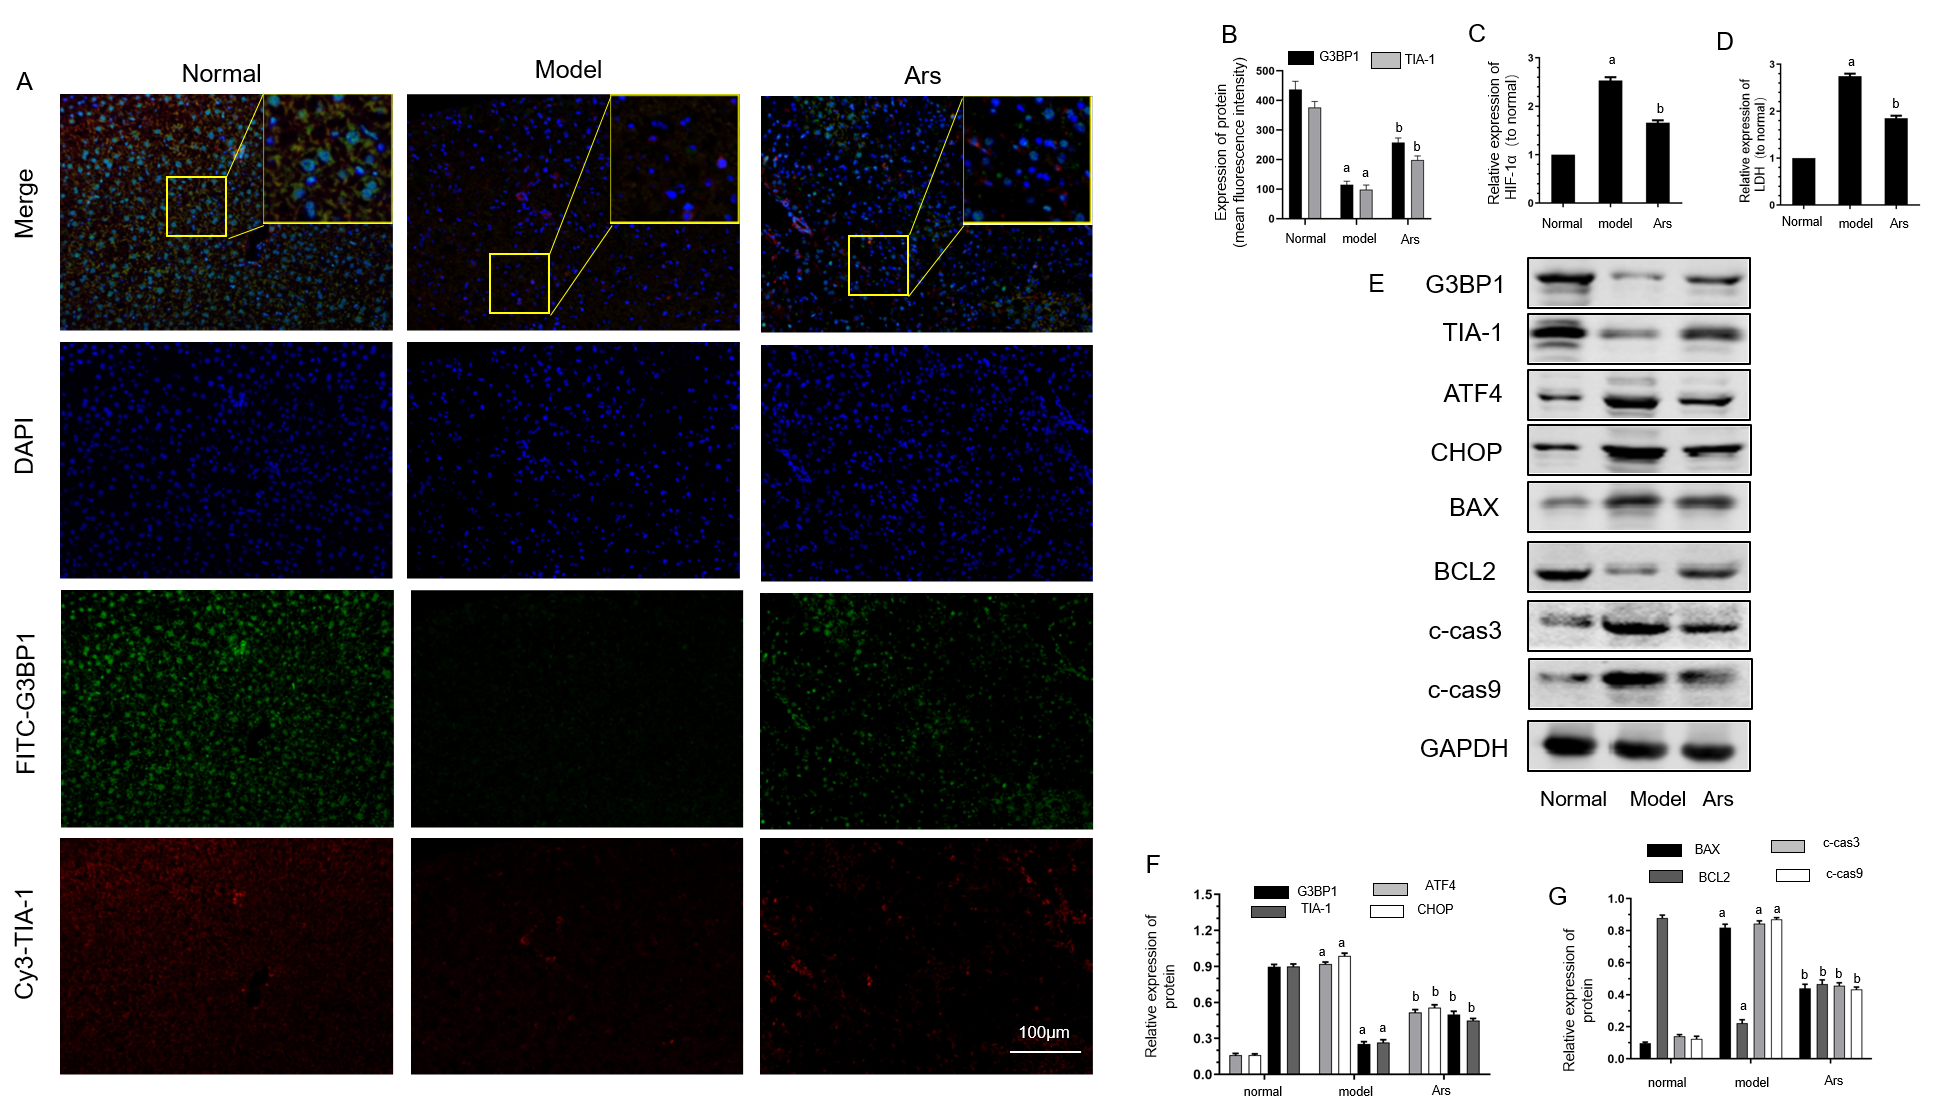 A
Normal
Model
Ars
Merge
DAPI
FITC-G3BP1
Cy3-TIA-1
100μm
B
G3BP1
TIA-1
Expression of protein
(mean fluorescence intensity)
500
400
300
200
100
0
a
a
b
b
Normal
model
Ars
C
Relative expression of
HIF-1α (to normal)
3
2
1
0
a
b
Normal
model
Ars
D
Relative expression of
LDH (to normal)
3
2
1
0
a
b
Normal
model
Ars
E
G3BP1
TIA-1
ATF4
CHOP
BAX
BCL2
c-cas3
c-cas9
GAPDH
Normal
Model
Ars
F
G3BP1
ATF4
TIA-1
CHOP
Relative expression of
protein
1.5
1.2
0.9
0.6
0.3
0.0
a
a
a
a
b
b
b
b
normal
model
Ars
G
BAX
c-cas3
BCL2
c-cas9
Relative expression of
protein
1.0
0.8
0.6
0.4
0.2
0.0
a
a
a
a
b
b
b
b
normal
model
Ars